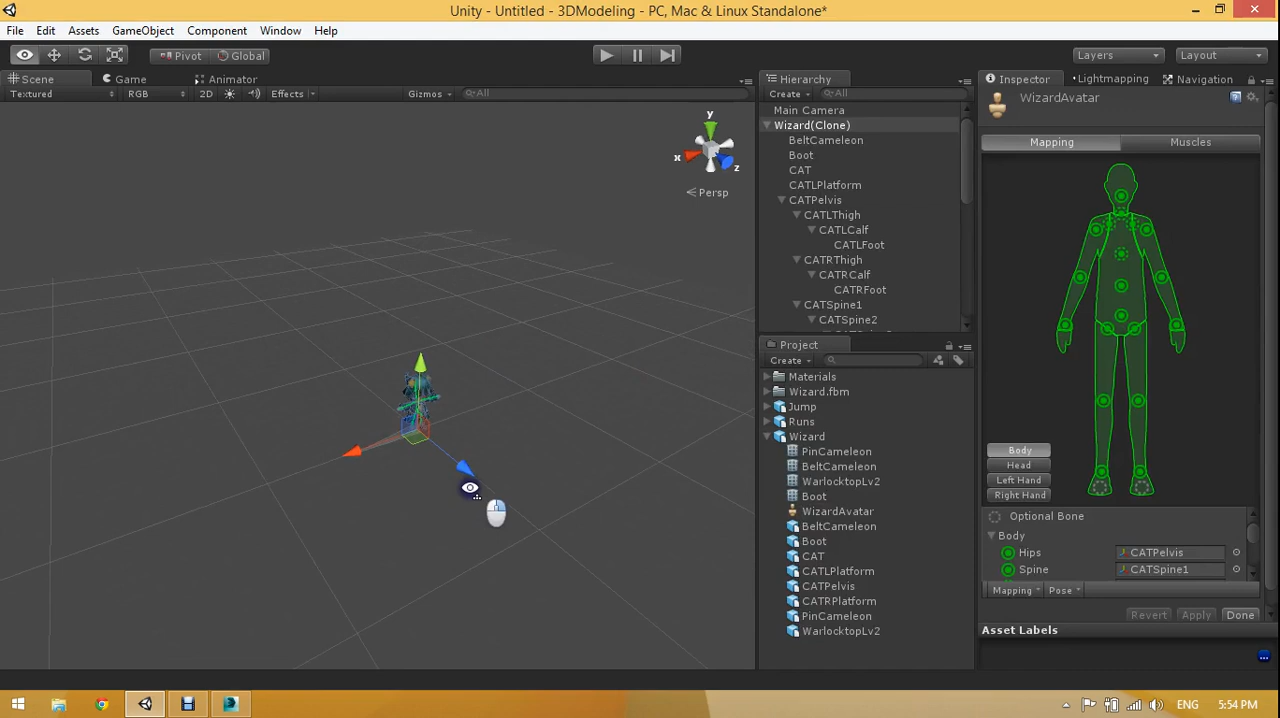 Unity - Untitled - 3DModeling - PC, Mac & Linux Standalone*
File Edit Assets GameObject Component Window Help
Pivot Global Layers Layout
Scene Game Animator
Textured RGB 2D Effects Gizmos All
y
x
z
Persp
Hierarchy
Create All
Main Camera
Wizard(Clone)
BeltCameleon
Boot
CAT
CATLPlatform
CATPelvis
CATLThigh
CATLCalf
CATLFoot
CATRThigh
CATRCalf
CATRFoot
CATSpine1
CATSpine2
Project
Create
Materials
Wizard.fbm
Jump
Runs
Wizard
PinCameleon
BeltCameleon
WarlocktopLv2
Boot
WizardAvatar
BeltCameleon
Boot
CAT
CATLPlatform
CATPelvis
CATRPlatform
PinCameleon
WarlocktopLv2
Inspector Lightmapping Navigation
WizardAvatar
Mapping Muscles
Body
Head
Left Hand
Right Hand
Optional Bone
Body
Hips CATPelvis
Spine CATSpine1
Mapping Pose
Revert Apply Done
Asset Labels
ENG 5:54 PM